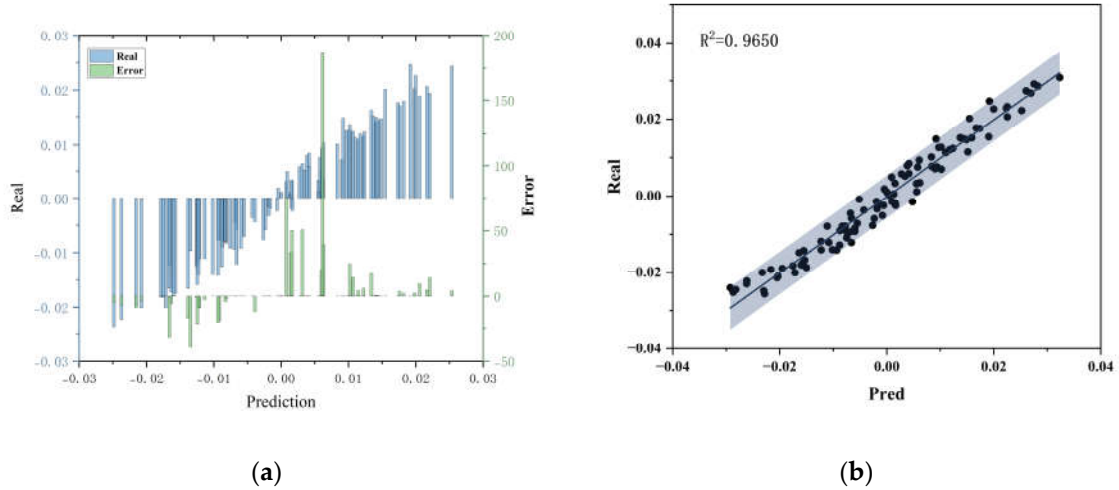 0.03
0.02
0.01
0.00
-0.01
-0.02
-0.03
Real
Real
Error
200
150
100
50
0
-50
Error
-0.03 -0.02 -0.01 0.00 0.01 0.02 0.03
Prediction
(a)
R²=0.9650
0.04
0.02
0.00
−0.02
−0.04
Real
−0.04 −0.02 0.00 0.02 0.04
Pred
(b)